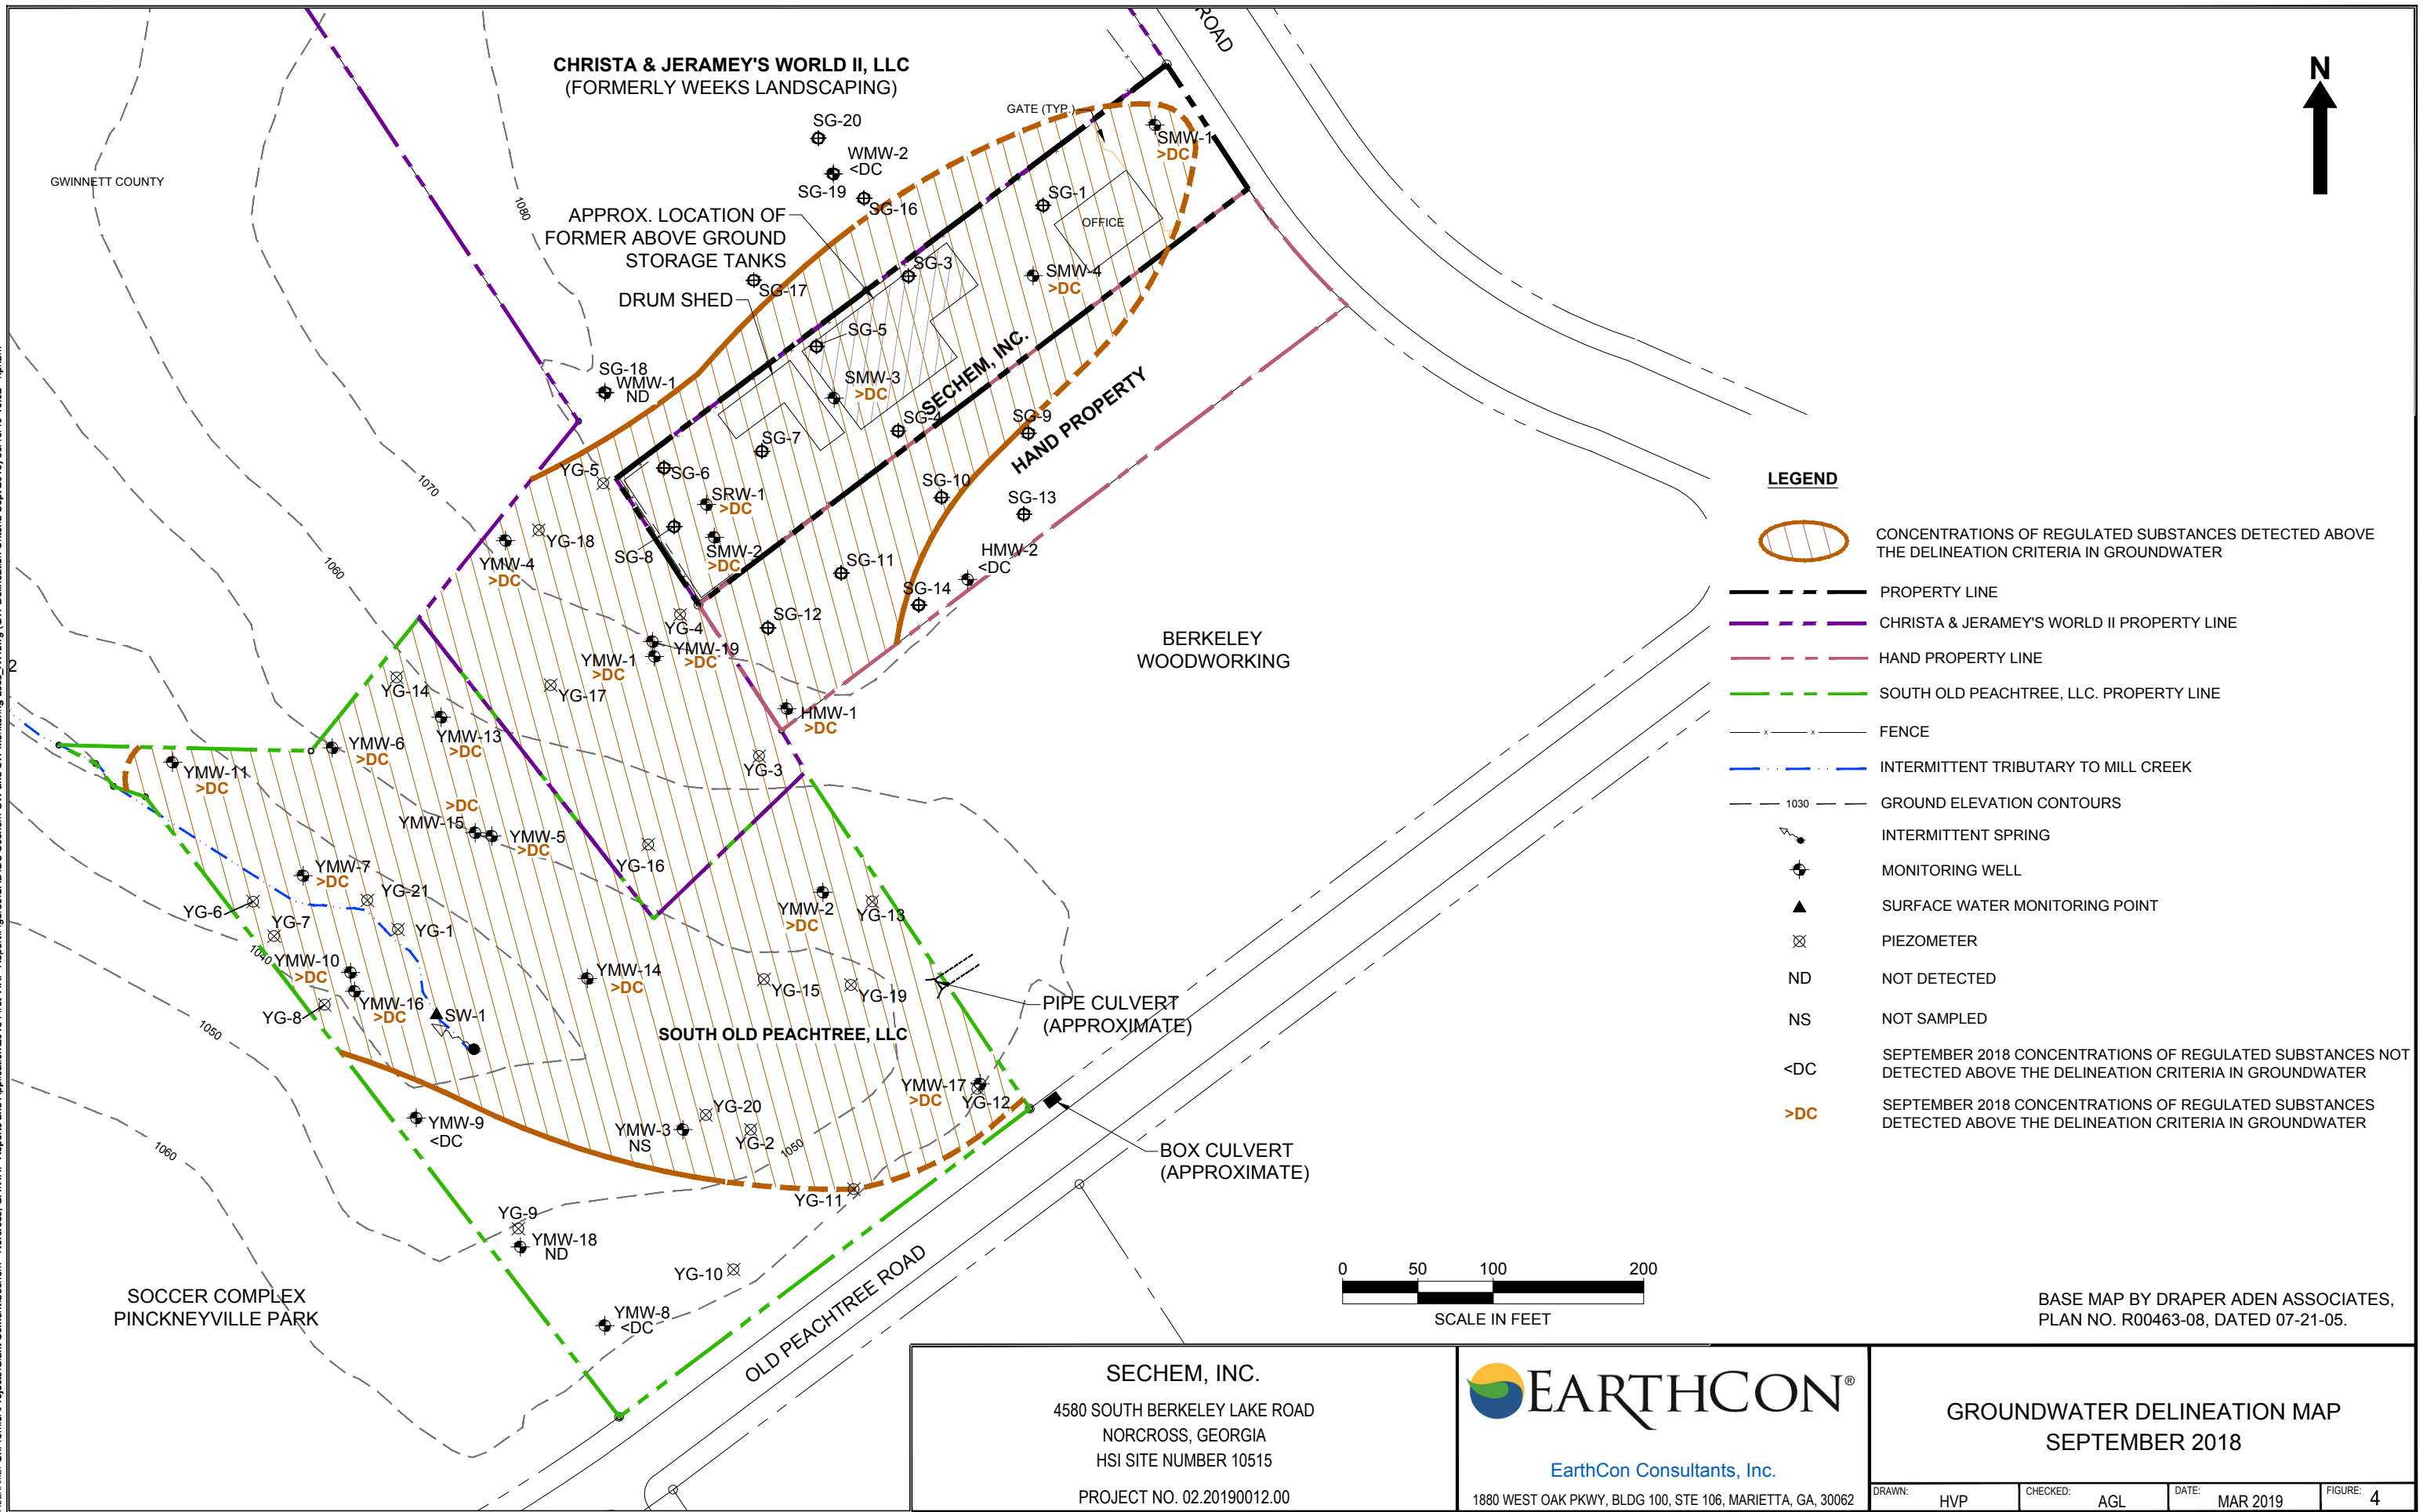 ROAD
N
CHRISTA & JERAMEY'S WORLD II, LLC
(FORMERLY WEEKS LANDSCAPING)
GWINNETT COUNTY
GATE (TYP.)
SG-20
WMW-2
<DC
SG-19
SG-16
SMW-1
>DC
SG-1
OFFICE
1080
APPROX. LOCATION OF
FORMER ABOVE GROUND
STORAGE TANKS
SG-3
SMW-4
>DC
SG-17
DRUM SHED
SG-5
SECHEM, INC.
SG-18
WMW-1
ND
SMW-3
>DC
HAND PROPERTY
SG-4
SG-9
SG-7
YG-5
SG-6
SG-10
1070
SRW-1
>DC
SG-13
YG-18
YMW-4
>DC
SG-8
SMW-2
>DC
SG-11
HMW-2
<DC
1060
SG-14
SG-12
YG-4
YMW-19
>DC
YMW-1
>DC
BERKELEY
WOODWORKING
YG-14
YG-17
HMW-1
>DC
YMW-13
>DC
YMW-6
>DC
YMW-11
>DC
YG-3
>DC
YMW-15
YMW-5
>DC
YG-16
YMW-7
>DC
YG-21
YG-6
YG-7
YG-1
YMW-2
>DC
YG-13
1040
YMW-10
>DC
YMW-14
>DC
YG-15
YG-19
YMW-16
>DC
YG-8
SW-1
PIPE CULVERT
(APPROXIMATE)
1050
SOUTH OLD PEACHTREE, LLC
YMW-17
>DC
YG-12
YMW-9
<DC
YG-20
YMW-3
NS
YG-2
1050
1060
BOX CULVERT
(APPROXIMATE)
YG-11
YG-9
YMW-18
ND
YG-10
OLD PEACHTREE ROAD
SOCCER COMPLEX
PINCKNEYVILLE PARK
YMW-8
<DC
LEGEND
CONCENTRATIONS OF REGULATED SUBSTANCES DETECTED ABOVE
THE DELINEATION CRITERIA IN GROUNDWATER
PROPERTY LINE
CHRISTA & JERAMEY'S WORLD II PROPERTY LINE
HAND PROPERTY LINE
SOUTH OLD PEACHTREE, LLC. PROPERTY LINE
x x FENCE
INTERMITTENT TRIBUTARY TO MILL CREEK
1030 GROUND ELEVATION CONTOURS
INTERMITTENT SPRING
MONITORING WELL
SURFACE WATER MONITORING POINT
PIEZOMETER
ND NOT DETECTED
NS NOT SAMPLED
<DC SEPTEMBER 2018 CONCENTRATIONS OF REGULATED SUBSTANCES NOT
DETECTED ABOVE THE DELINEATION CRITERIA IN GROUNDWATER
>DC SEPTEMBER 2018 CONCENTRATIONS OF REGULATED SUBSTANCES
DETECTED ABOVE THE DELINEATION CRITERIA IN GROUNDWATER
0 50 100 200
SCALE IN FEET
BASE MAP BY DRAPER ADEN ASSOCIATES,
PLAN NO. R00463-08, DATED 07-21-05.
SECHEM, INC.
4580 SOUTH BERKELEY LAKE ROAD
NORCROSS, GEORGIA
HSI SITE NUMBER 10515
PROJECT NO. 02.20190012.00
EARTHCON®
EarthCon Consultants, Inc.
1880 WEST OAK PKWY, BLDG 100, STE 106, MARIETTA, GA, 30062
GROUNDWATER DELINEATION MAP
SEPTEMBER 2018
DRAWN: HVP
CHECKED: AGL
DATE: MAR 2019
FIGURE: 4